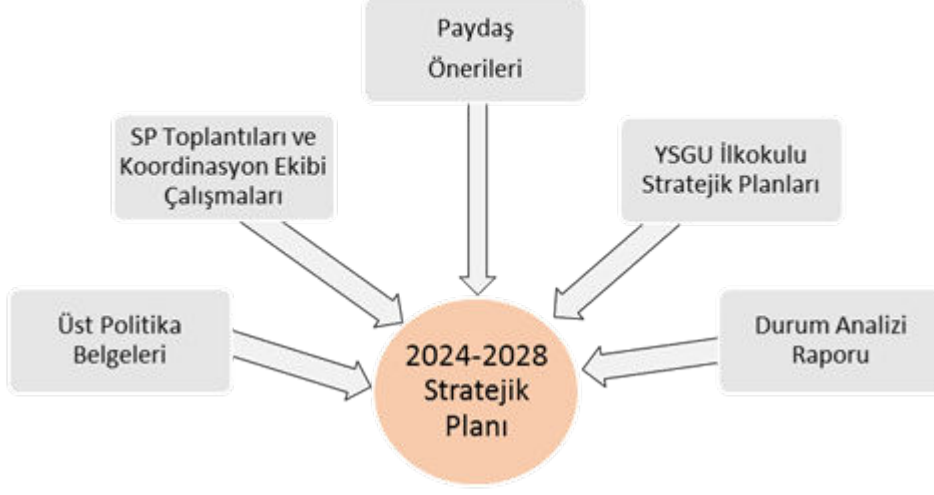 Paydaş
Önerileri
SP Toplantıları ve
Koordinasyon Ekibi
Çalışmaları
YSGU İlkokulu
Stratejik Planları
Üst Politika
Belgeleri
Durum Analizi
Raporu
2024-2028
Stratejik
Planı